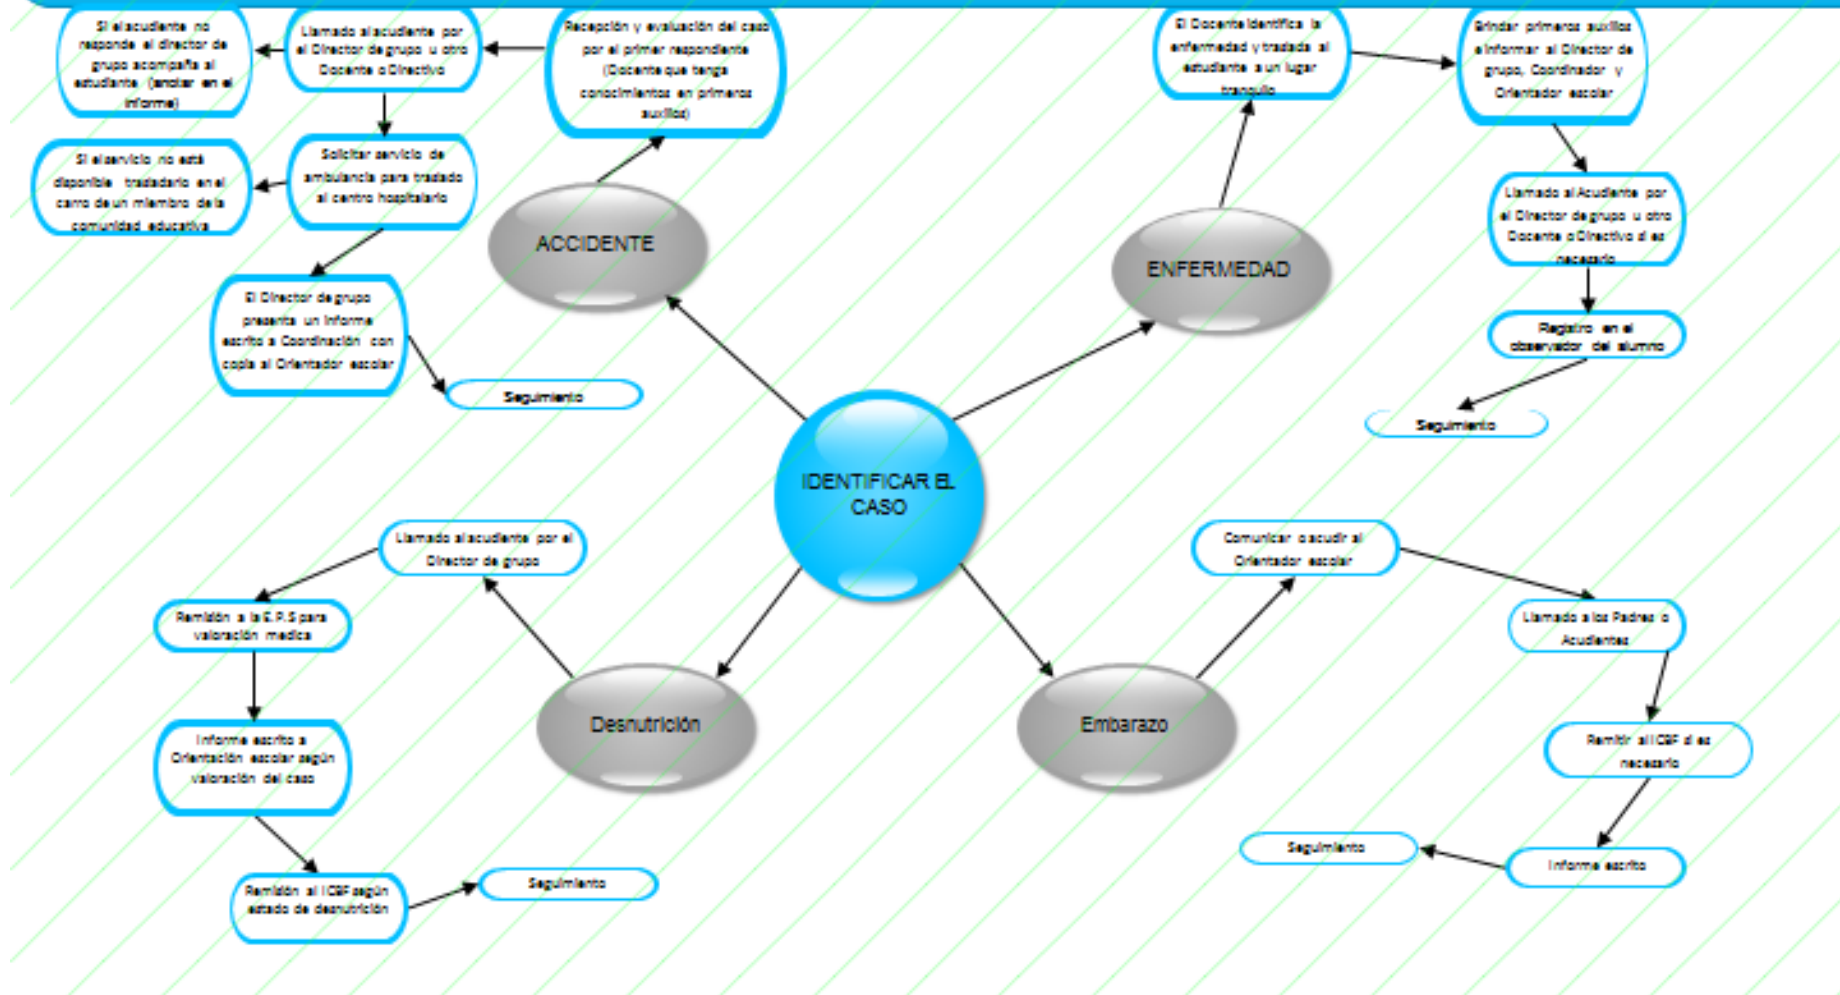 Si el acudiente no
responde el director de
grupo acompaña al
estudiante (anotar en el
informe)
Llamado al acudiente por
el Director de grupo u otro
Docente o Directivo
Recepción y evaluación del caso
por el primer respondiente
(Docente que tenga
conocimientos en primeros
auxilios)
El Docente identifica la
enfermedad y traslada al
estudiante a un lugar
tranquilo
Brindar primeros auxilios
e informar al Director de
grupo, Coordinador y
Orientador escolar
Si el servicio no está
disponible trasladarlo en el
carro de un miembro de la
comunidad educativa
Solicitar servicio de
ambulancia para traslado
al centro hospitalario
ACCIDENTE
ENFERMEDAD
Llamado al Acudiente por
el Director de grupo u otro
Docente o Directivo si es
necesario
El Director de grupo
presenta un informe
escrito a Coordinación con
copia al Orientador escolar
Seguimiento
Registro en el
observador del alumno
Seguimiento
IDENTIFICAR EL
CASO
Llamado al acudiente por el
Director de grupo
Comunicar o acudir al
Orientador escolar
Remisión a la E.P.S para
valoración medica
Llamado a los Padres o
Acudientes
Desnutrición
Embarazo
Informe escrito a
Orientación escolar según
valoración del caso
Remitir al ICBF si es
necesario
Seguimiento
Informe escrito
Remisión al ICBF según
estado de desnutrición
Seguimiento